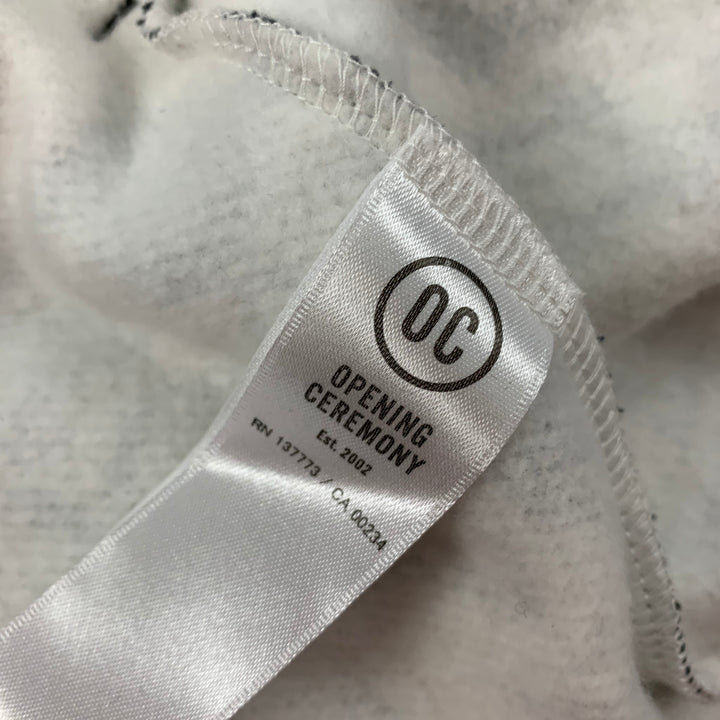 OC
OPENING
CEREMONY
Est. 2002
RN 137773 / CA 00234